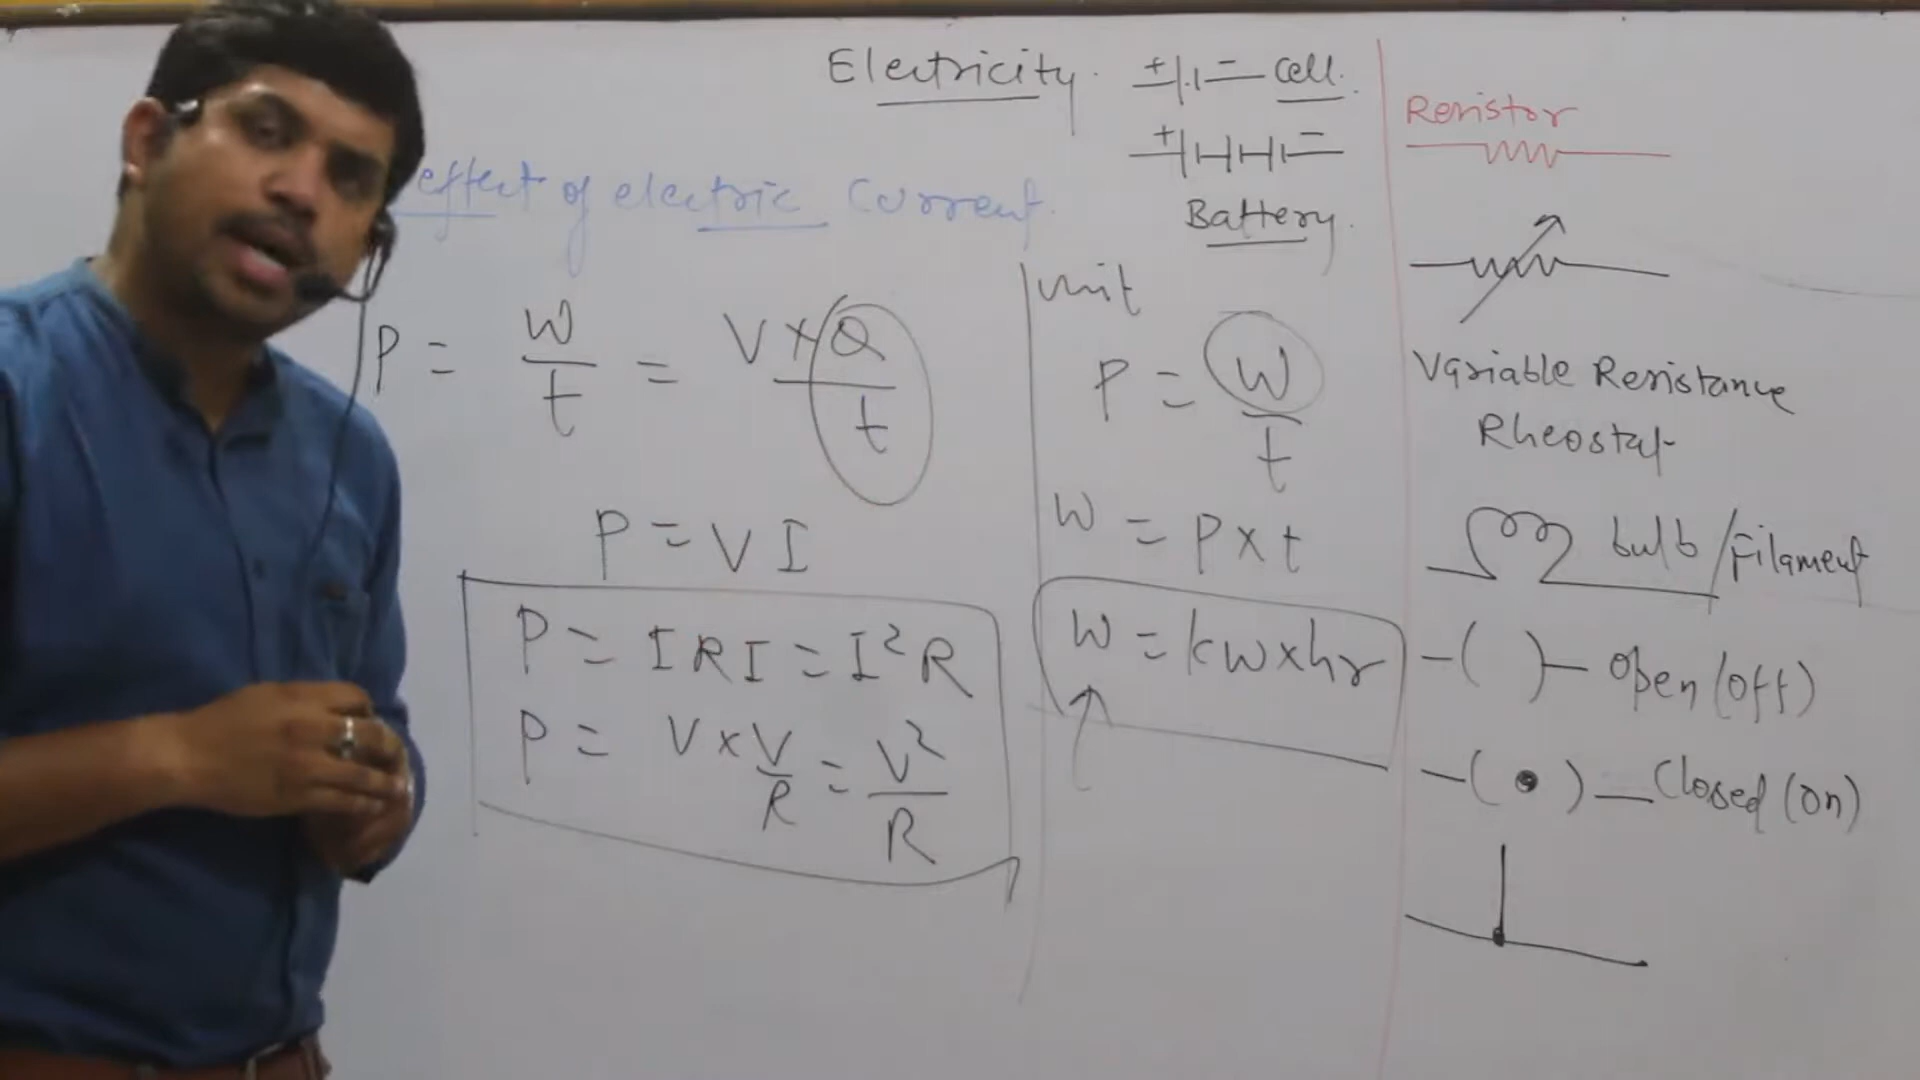 Electricity.
+ - Cell.
+ -
Battery.
effect of electric Current.
P = W/t = V×Q/t
P = VI
P = IRI = I²R
P = V×V/R = V²/R
Unit
P = W/t
W = P×t
W = kw×hr
Resistor
Variable Resistance
Rheostat
bulb/Filament
-( )- open (off)
-( • )- Closed (on)